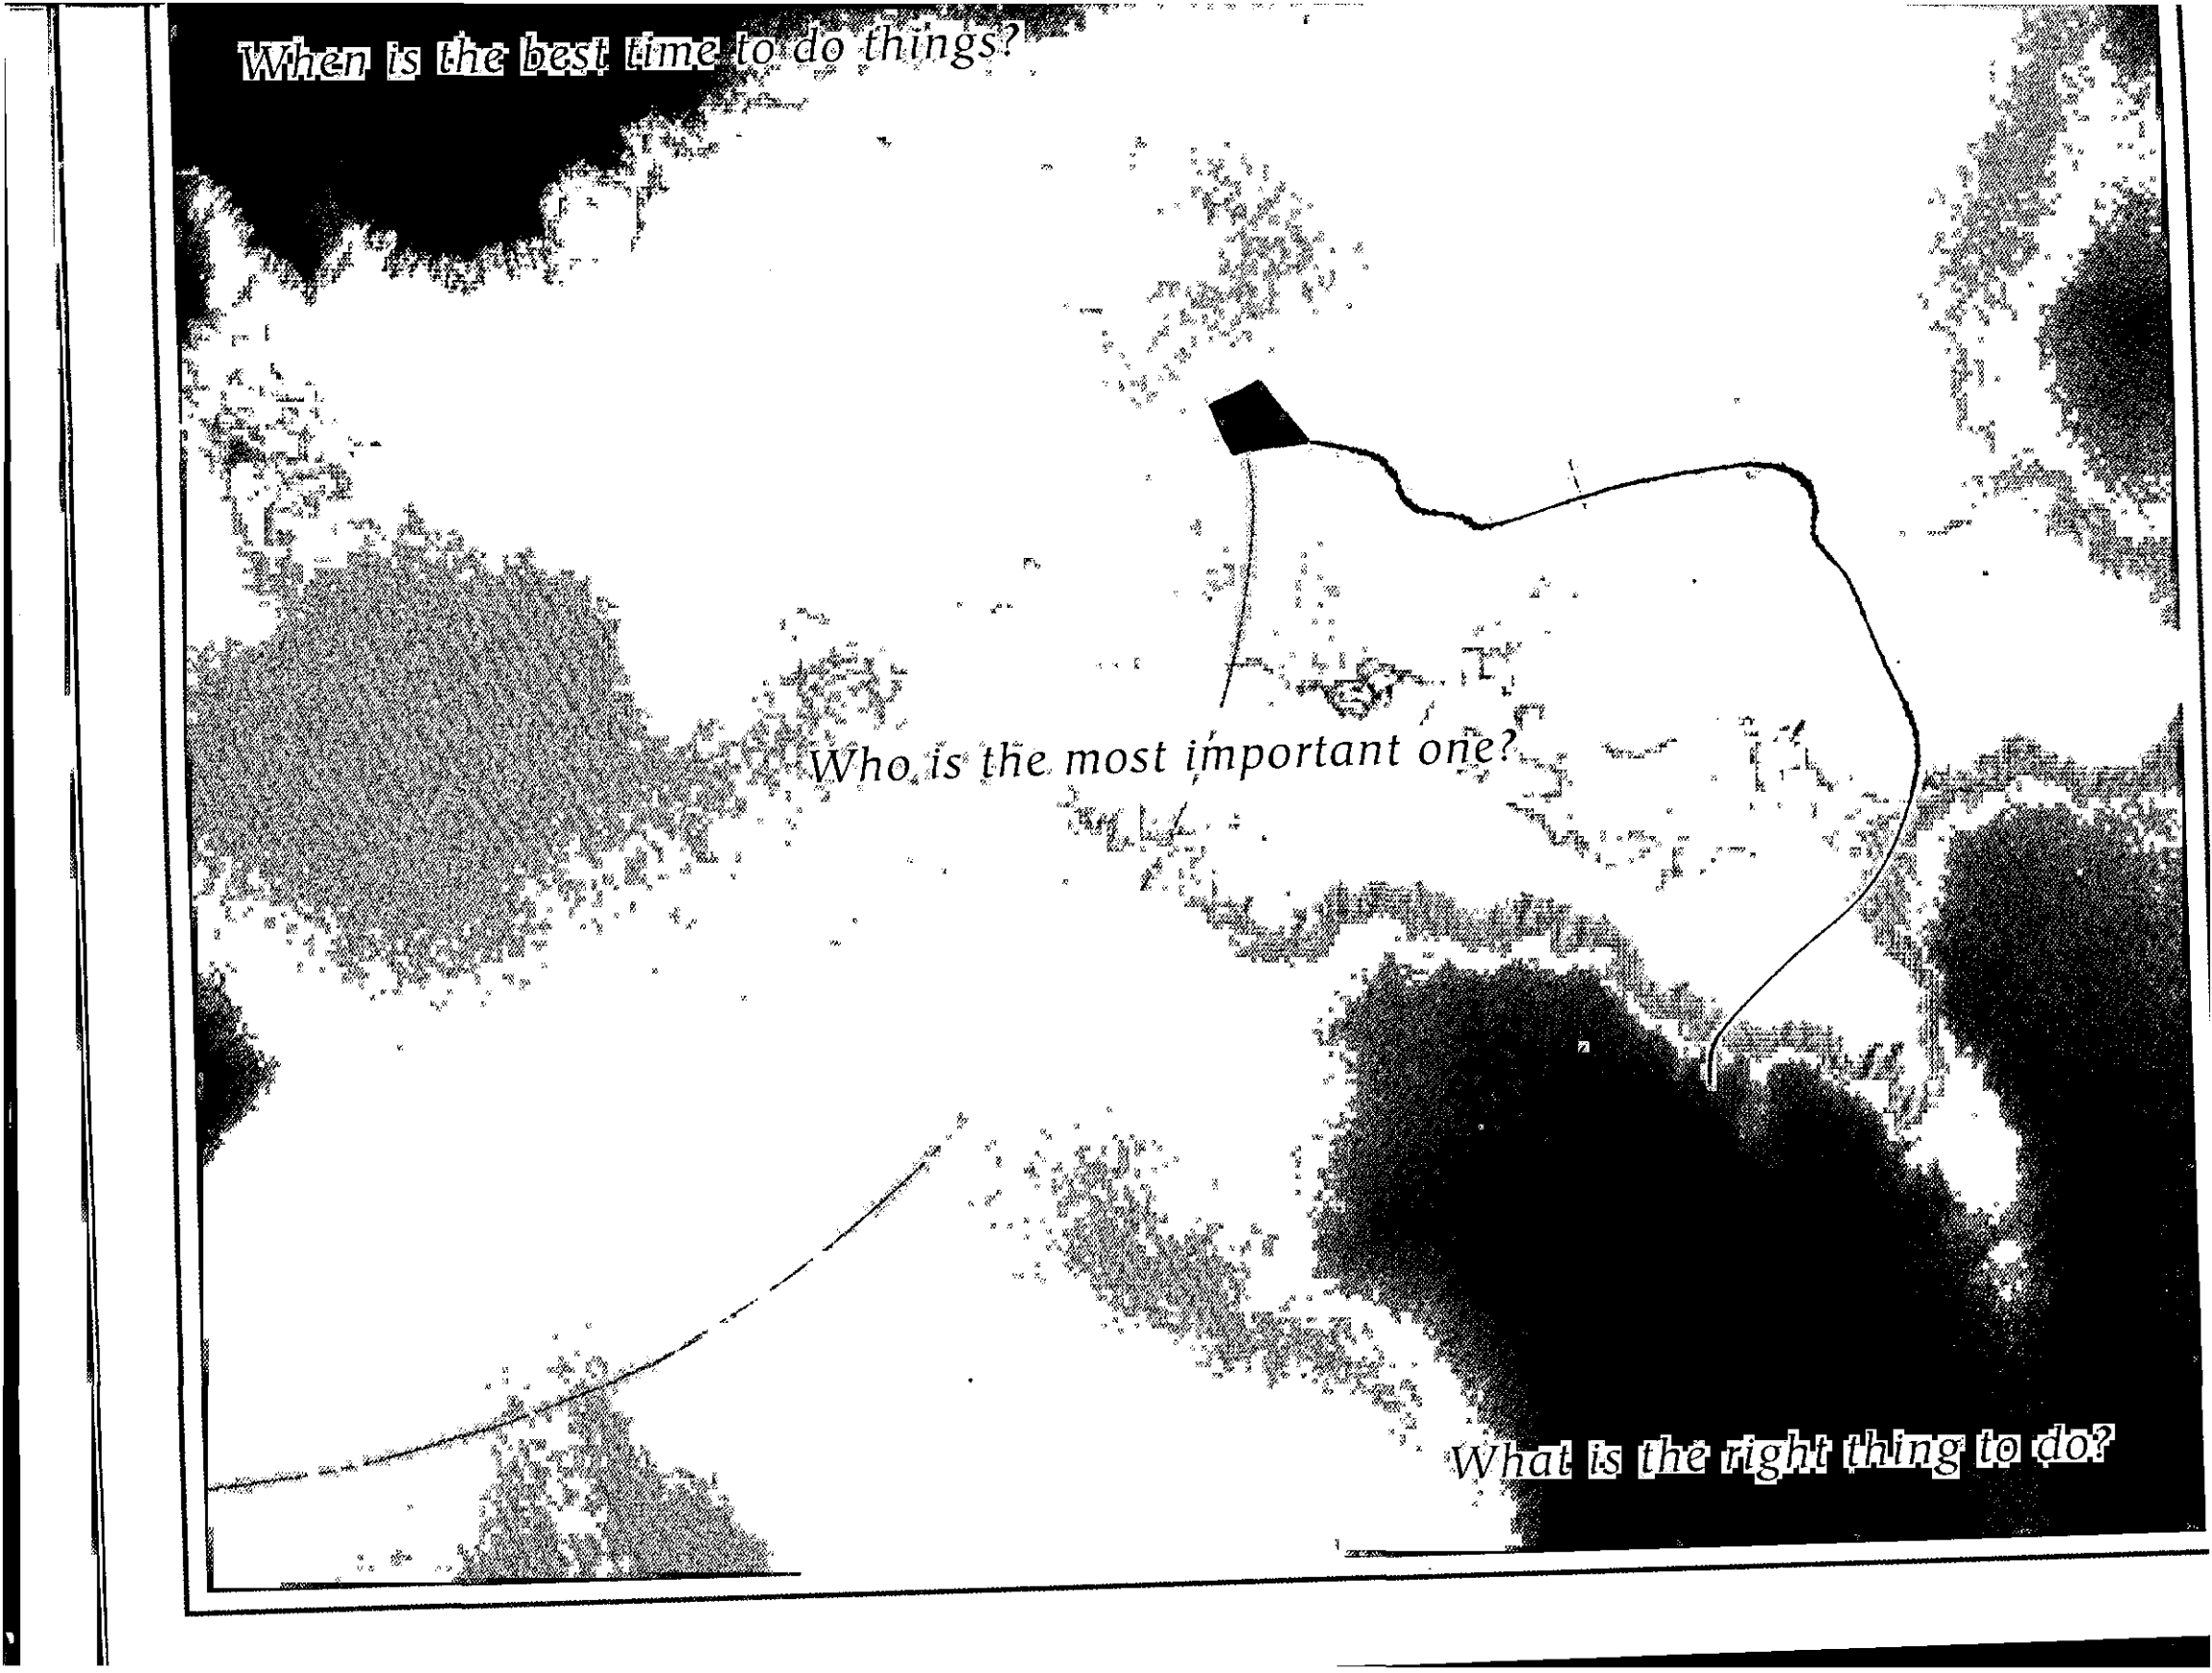 When is the best time to do things?
Who is the most important one?
What is the right thing to do?